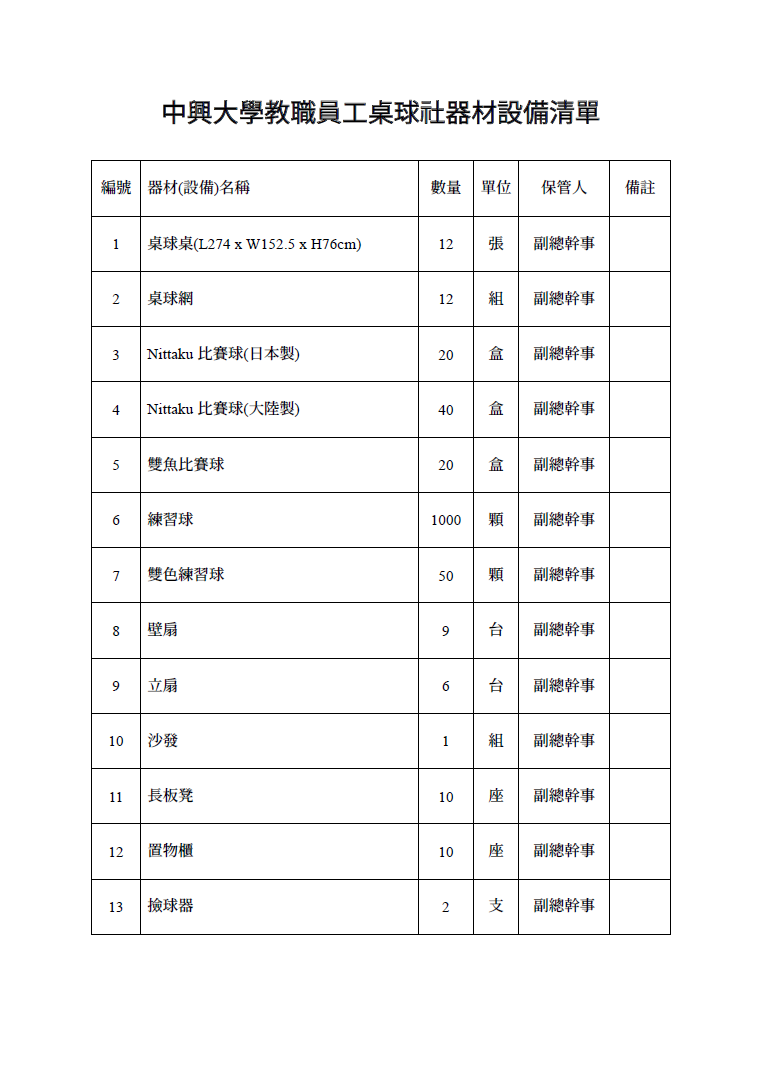 中興大學教職員工桌球社器材設備清單
編號 器材(設備)名稱 數量 單位 保管人 備註
1 桌球桌(L274 x W152.5 x H76cm) 12 張 副總幹事
2 桌球網 12 組 副總幹事
3 Nittaku 比賽球(日本製) 20 盒 副總幹事
4 Nittaku 比賽球(大陸製) 40 盒 副總幹事
5 雙魚比賽球 20 盒 副總幹事
6 練習球 1000 顆 副總幹事
7 雙色練習球 50 顆 副總幹事
8 壁扇 9 台 副總幹事
9 立扇 6 台 副總幹事
10 沙發 1 組 副總幹事
11 長板凳 10 座 副總幹事
12 置物櫃 10 座 副總幹事
13 撿球器 2 支 副總幹事